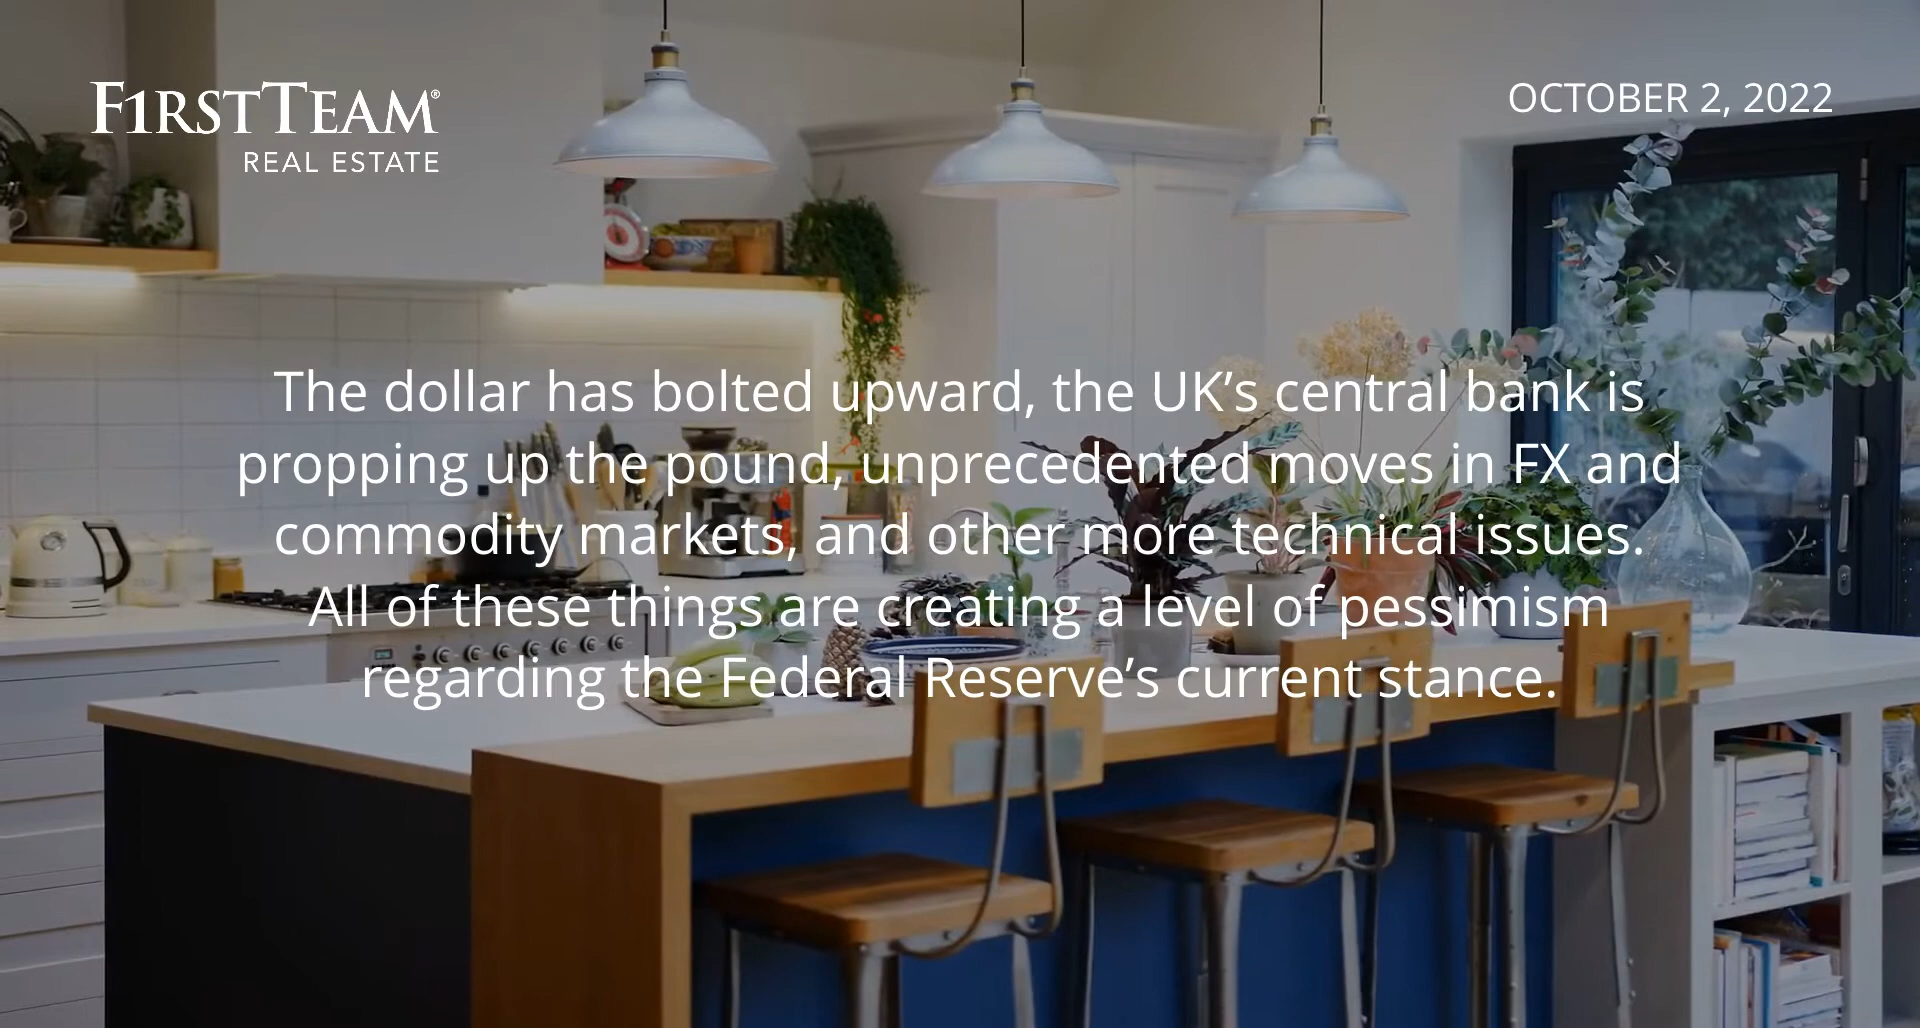 F1RSTTEAM®
REAL ESTATE
OCTOBER 2, 2022
The dollar has bolted upward, the UK’s central bank is
propping up the pound, unprecedented moves in FX and
commodity markets, and other more technical issues.
All of these things are creating a level of pessimism
regarding the Federal Reserve’s current stance.